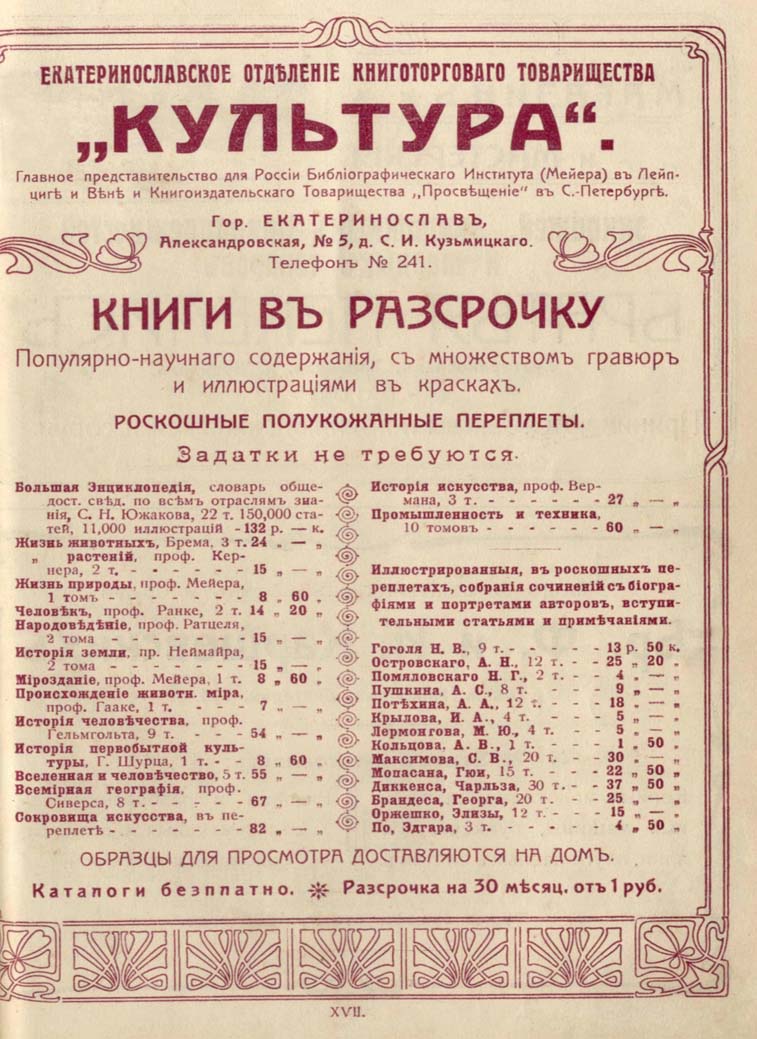 ЕКАТЕРИНОСЛАВСКОЕ ОТДѢЛЕНІЕ КНИГОТОРГОВАГО ТОВАРИЩЕСТВА
„КУЛЬТУРА“.
Главное представительство для Россіи Библіографическаго Института (Мейера) въ Лейп-
цигѣ и Вѣнѣ и Книгоиздательскаго Товарищества „Просвѣщеніе" въ С.-Петербургѣ.
Гор. ЕКАТЕРИНОСЛАВЪ,
Александровская, № 5, д. С. И. Кузьмицкаго.
Телефонъ № 241.
КНИГИ ВЪ РАЗСРОЧКУ
Популярно-научнаго содержанія, съ множествомъ гравюръ
и иллюстраціями въ краскахъ.
РОСКОШНЫЕ ПОЛУКОЖАННЫЕ ПЕРЕПЛЕТЫ.
Задатки не требуются.
Большая Энциклопедія, словарь обще-
дост. свѣд. по всѣмъ отраслямъ зна-
нія, С. Н. Южакова, 22 т. 150,000 ста-
тей, 11,000 иллюстрацій - 132 р. — к.
Жизнь животныхъ, Брема, 3 т. 24 „ — „
„ растеній, проф. Кер-
нера, 2 т. - - - - - - - 15 „ — „
Жизнь природы, проф. Мейера,
1 томъ - - - - - - - - 8 „ 60 „
Человѣкъ, проф. Ранке, 2 т. 14 „ 20 „
Народовѣдѣніе, проф. Ратцеля,
2 тома - - - - - - - - 15 „ — „
Исторія земли, пр. Неймайра,
2 тома - - - - - - - - 15 „ — „
Мірозданіе, проф. Мейера, 1 т. 8 „ 60 „
Происхожденіе животн. міра,
проф. Гааке, 1 т. - - - - 7 „ — „
Исторія человѣчества, проф.
Гельмгольта, 9 т. - - - - 54 „ — „
Исторія первобытной куль-
туры, Г. Шурца, 1 т. - - 8 „ 60 „
Вселенная и человѣчество, 5 т. 55 „ — „
Всемірная географія, проф.
Сиверса, 8 т. - - - - - - 67 „ — „
Сокровища искусства, въ пе-
реплетѣ - - - - - - - - 82 „ — „
Исторія искусства, проф. Вер-
мана, 3 т. - - - - - - - 27 „ — „
Промышленность и техника,
10 томовъ - - - - - - 60 „ — „
Иллюстрированныя, въ роскошныхъ пе-
реплетахъ, собранія сочиненій съ біогра-
фіями и портретами авторовъ, вступи-
тельными статьями и примѣчаніями.
Гоголя Н. В., 9 т. - - - - - 13 р. 50 к.
Островскаго, А. Н., 12 т. - - 25 „ 20 „
Помяловскаго Н. Г., 2 т. - - 4 „ — „
Пушкина, А. С., 8 т. - - - 9 „ — „
Потѣхина, А. А., 12 т. - - - 18 „ — „
Крылова, И. А., 4 т. - - - 5 „ — „
Лермонтова, М. Ю., 4 т. - - 5 „ — „
Кольцова, А. В., 1 т. - - - 1 „ 50 „
Максимова, С. В., 20 т. - - - 30 „ — „
Мопасана, Гюи, 15 т. - - - 22 „ 50 „
Диккенса, Чарльза, 30 т. - - - 37 „ 50 „
Брандеса, Георга, 20 т. - - - 25 „ — „
Оржешко, Элизы, 12 т. - - - 15 „ — „
По, Эдгара, 3 т. - - - - - - 4 „ 50 „
ОБРАЗЦЫ ДЛЯ ПРОСМОТРА ДОСТАВЛЯЮТСЯ НА ДОМЪ.
Каталоги безплатно. Разсрочка на 30 мѣсяц. отъ 1 руб.
XVII.